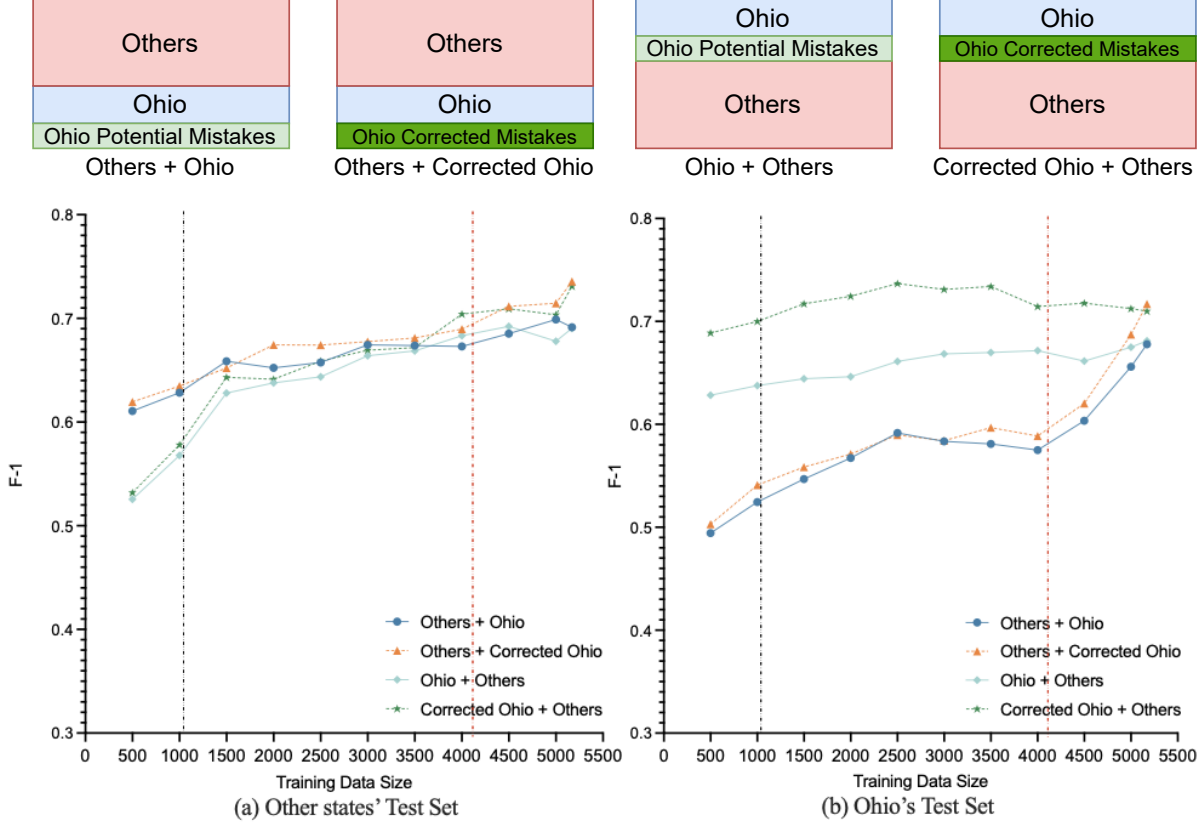 Others
Ohio
Ohio Potential Mistakes
Others + Ohio
Others
Ohio
Ohio Corrected Mistakes
Others + Corrected Ohio
Ohio
Ohio Potential Mistakes
Others
Ohio + Others
Ohio
Ohio Corrected Mistakes
Others
Corrected Ohio + Others
0.8
0.7
0.6
0.5
0.4
0.3
F-1
0 500 1000 1500 2000 2500 3000 3500 4000 4500 5000 5500
Training Data Size
Others + Ohio
Others + Corrected Ohio
Ohio + Others
Corrected Ohio + Others
(a) Other states' Test Set
0.8
0.7
0.6
0.5
0.4
0.3
F-1
0 500 1000 1500 2000 2500 3000 3500 4000 4500 5000 5500
Training Data Size
Others + Ohio
Others + Corrected Ohio
Ohio + Others
Corrected Ohio + Others
(b) Ohio's Test Set